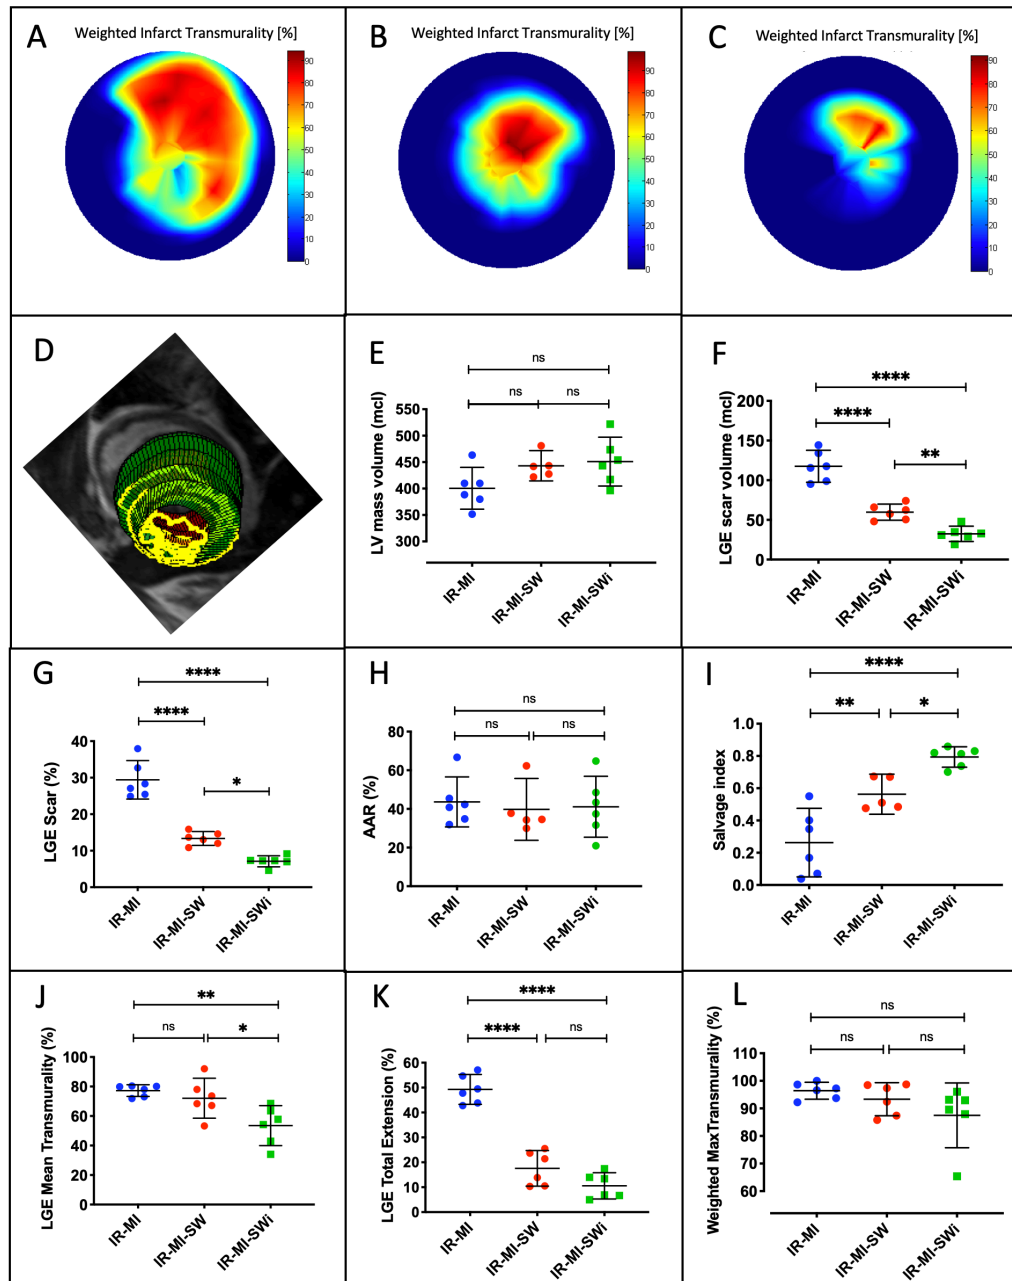 A
Weighted Infarct Transmurality [%]
90
80
70
60
50
40
30
20
10
0
B
Weighted Infarct Transmurality [%]
90
80
70
60
50
40
30
20
10
0
C
Weighted Infarct Transmurality [%]
90
80
70
60
50
40
30
20
10
0
D
E
ns
ns
ns
LV mass volume (mcl)
550
500
450
400
350
300
IR-MI
IR-MI-SW
IR-MI-SWi
F
****
****
**
LGE scar volume (mcl)
200
150
100
50
0
IR-MI
IR-MI-SW
IR-MI-SWi
G
****
****
*
LGE Scar (%)
40
30
20
10
0
IR-MI
IR-MI-SW
IR-MI-SWi
H
ns
ns
ns
AAR (%)
80
60
40
20
0
IR-MI
IR-MI-SW
IR-MI-SWi
I
****
**
*
Salvage index
1.0
0.8
0.6
0.4
0.2
0.0
IR-MI
IR-MI-SW
IR-MI-SWi
J
**
ns
*
LGE Mean Transmurality (%)
100
80
60
40
20
0
IR-MI
IR-MI-SW
IR-MI-SWi
K
****
****
ns
LGE Total Extension (%)
60
50
40
30
20
10
0
IR-MI
IR-MI-SW
IR-MI-SWi
L
ns
ns
ns
Weighted MaxTransmurality (%)
110
100
90
80
70
60
IR-MI
IR-MI-SW
IR-MI-SWi